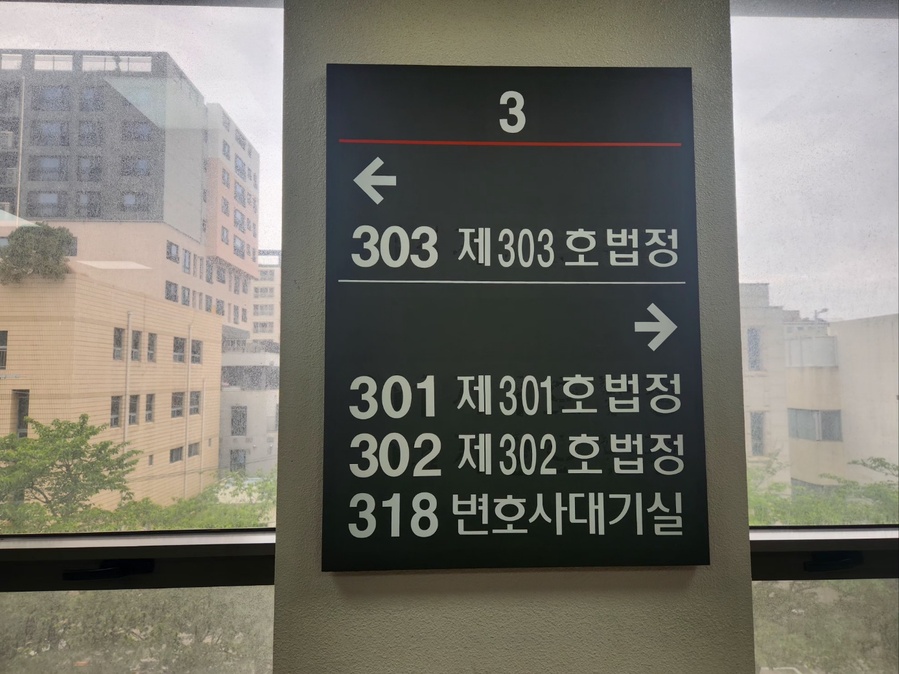 3
←
303 제303호법정
→
301 제301호법정
302 제302호법정
318 변호사대기실